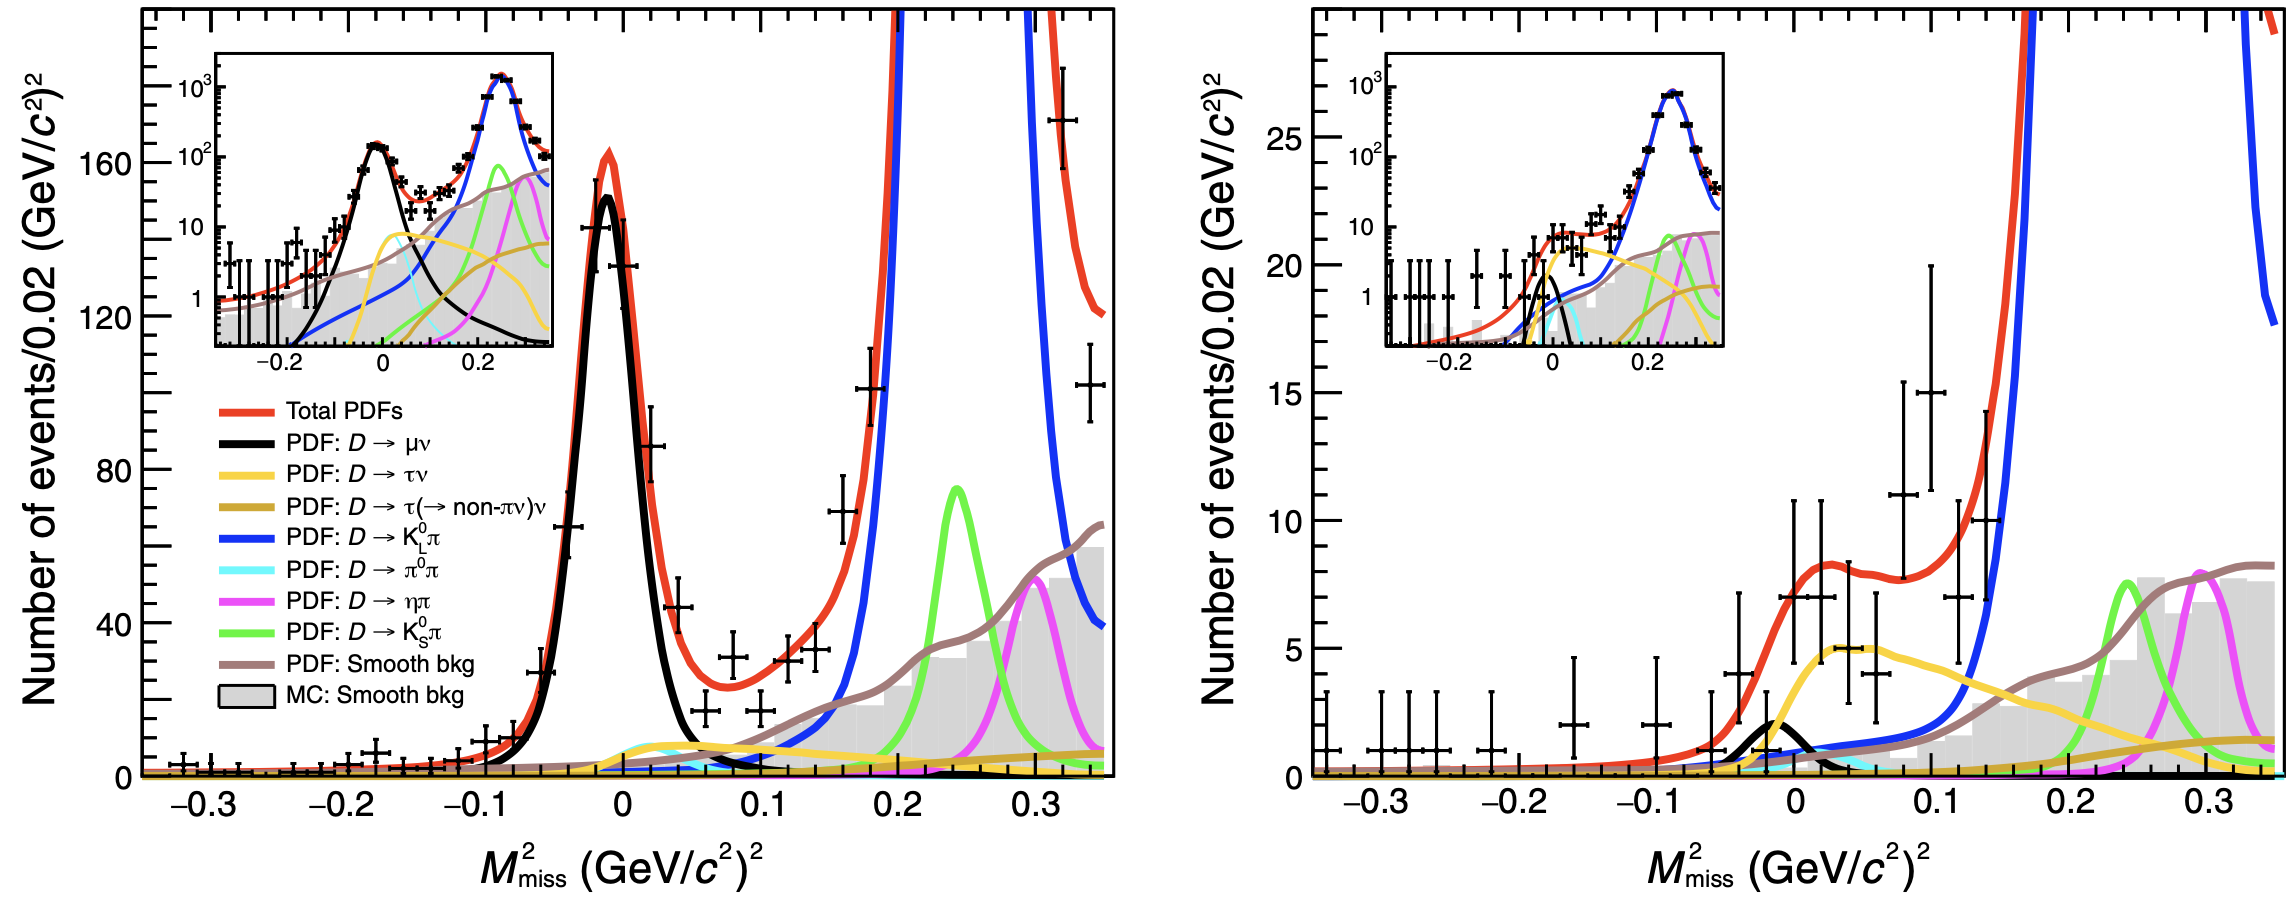 Number of events/0.02 (GeV/c²)²
160
120
80
40
0
10³
10²
10
1
−0.2 0 0.2
Total PDFs
PDF: D → μν
PDF: D → τν
PDF: D → τ(→ non-πν)ν
PDF: D → K⁰_L π
PDF: D → π⁰π
PDF: D → ηπ
PDF: D → K⁰_S π
PDF: Smooth bkg
MC: Smooth bkg
−0.3 −0.2 −0.1 0 0.1 0.2 0.3
M²_miss (GeV/c²)²
Number of events/0.02 (GeV/c²)²
25
20
15
10
5
0
10³
10²
10
1
−0.2 0 0.2
−0.3 −0.2 −0.1 0 0.1 0.2 0.3
M²_miss (GeV/c²)²